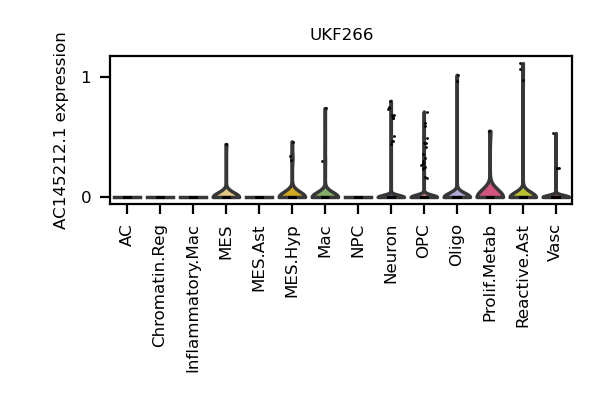 UKF266
AC145212.1 expression
1
0
AC
Chromatin.Reg
Inflammatory.Mac
MES
MES.Ast
MES.Hyp
Mac
NPC
Neuron
OPC
Oligo
Prolif.Metab
Reactive.Ast
Vasc